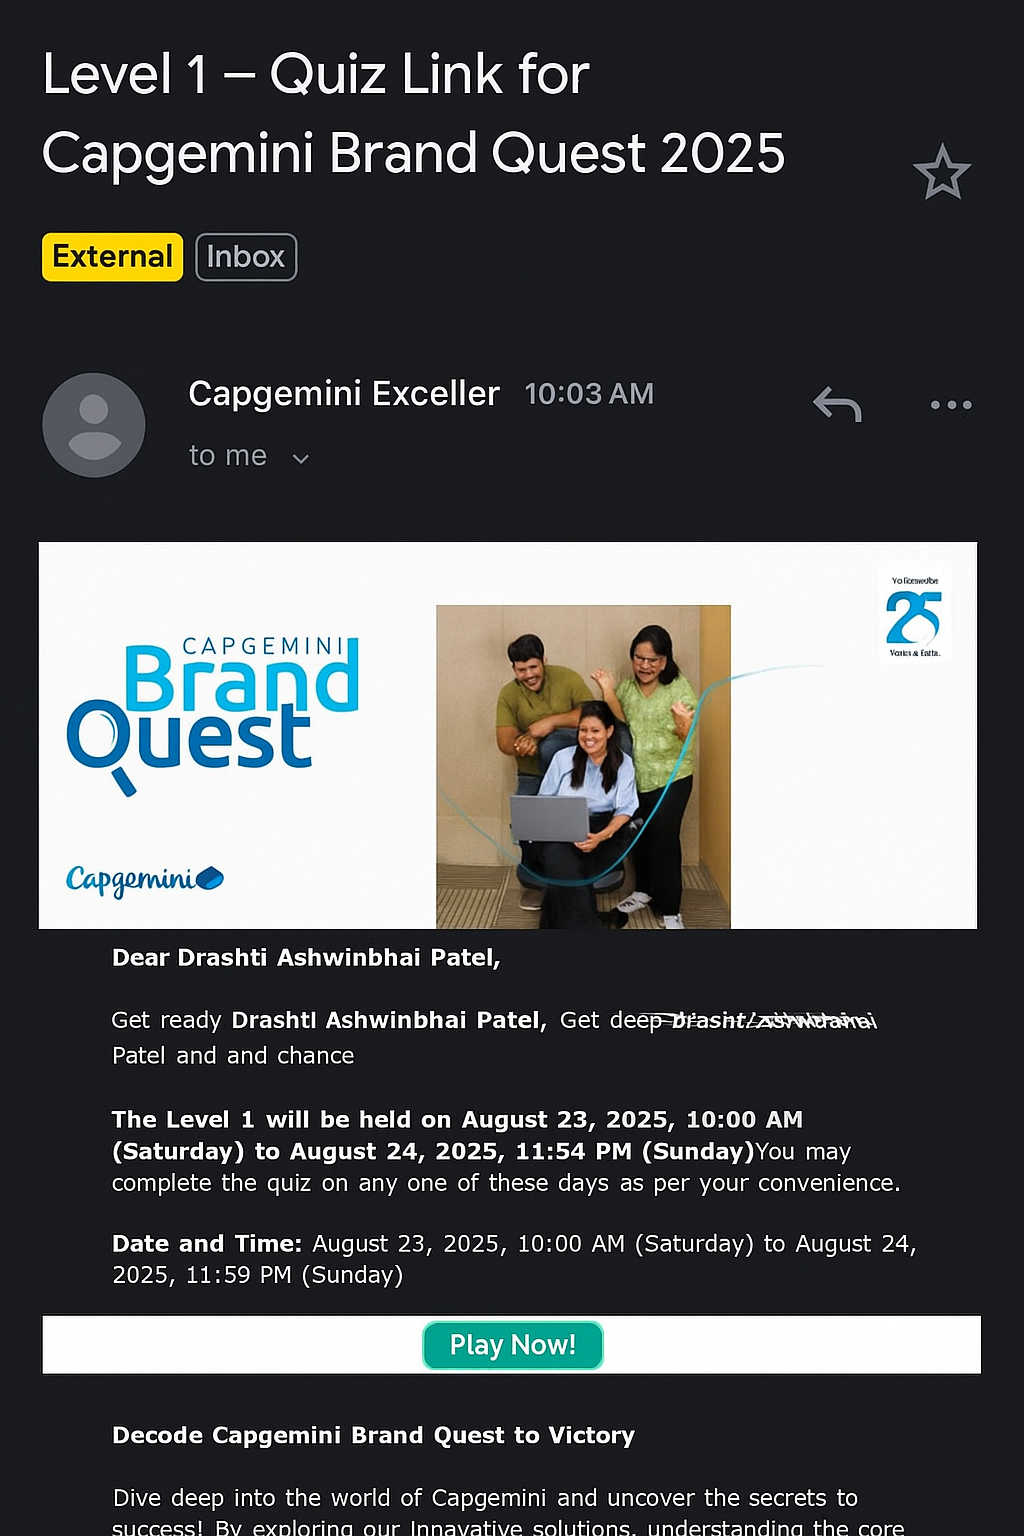 Level 1 – Quiz Link for
Capgemini Brand Quest 2025
External Inbox
Capgemini Exceller 10:03 AM
to me
CAPGEMINI
Brand
Quest
25
Capgemini
Dear Drashti Ashwinbhai Patel,
Get ready Drashtl Ashwinbhai Patel, Get deep
Patel and and chance
The Level 1 will be held on August 23, 2025, 10:00 AM
(Saturday) to August 24, 2025, 11:54 PM (Sunday)You may
complete the quiz on any one of these days as per your convenience.
Date and Time: August 23, 2025, 10:00 AM (Saturday) to August 24,
2025, 11:59 PM (Sunday)
Play Now!
Decode Capgemini Brand Quest to Victory
Dive deep into the world of Capgemini and uncover the secrets to
success! By exploring our Innavative solutions, understanding the core